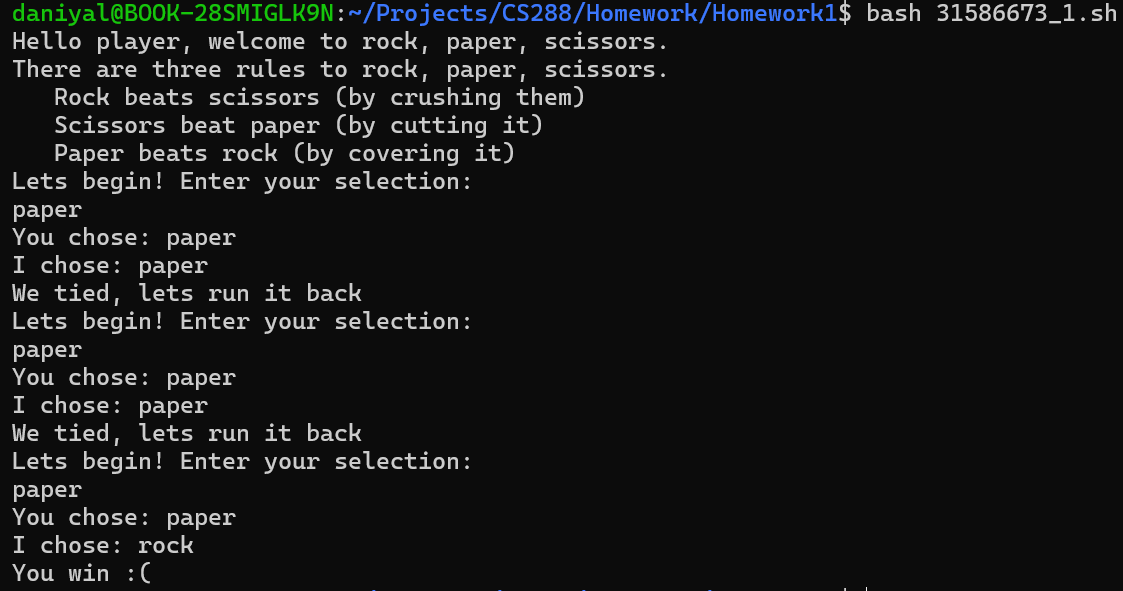 daniyal@BOOK-28SMIGLK9N:~/Projects/CS288/Homework/Homework1$ bash 31586673_1.sh
Hello player, welcome to rock, paper, scissors.
There are three rules to rock, paper, scissors.
   Rock beats scissors (by crushing them)
   Scissors beat paper (by cutting it)
   Paper beats rock (by covering it)
Lets begin! Enter your selection:
paper
You chose: paper
I chose: paper
We tied, lets run it back
Lets begin! Enter your selection:
paper
You chose: paper
I chose: paper
We tied, lets run it back
Lets begin! Enter your selection:
paper
You chose: paper
I chose: rock
You win :(